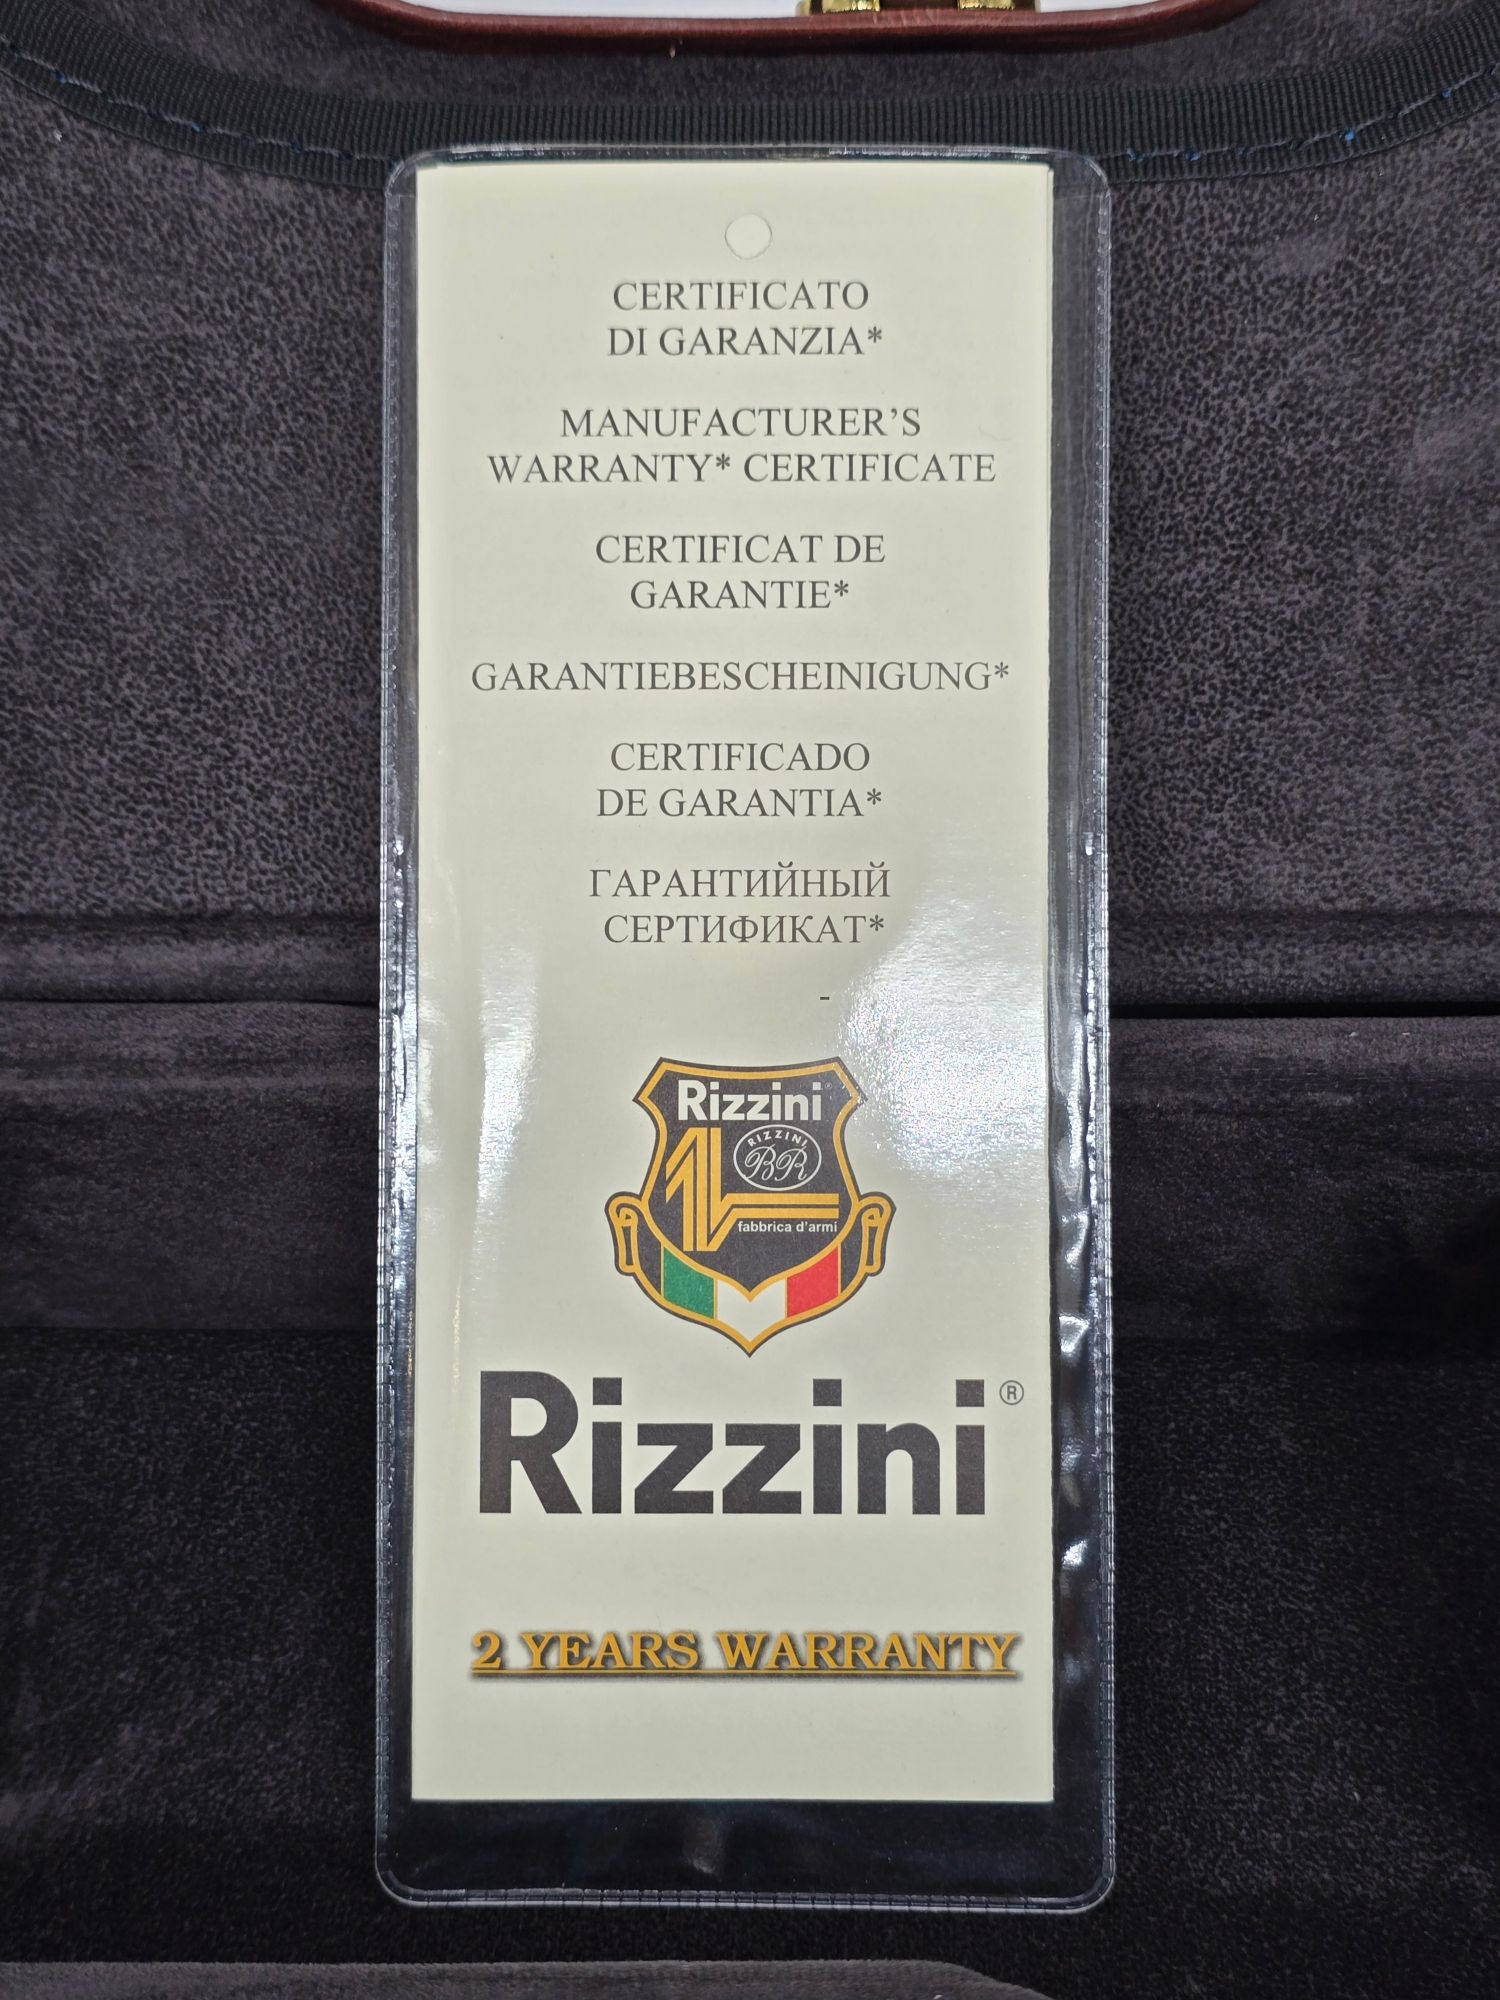 CERTIFICATO
DI GARANZIA*
MANUFACTURER'S
WARRANTY* CERTIFICATE
CERTIFICAT DE
GARANTIE*
GARANTIEBESCHEINIGUNG*
CERTIFICADO
DE GARANTIA*
ГАРАНТИЙНЫЙ
СЕРТИФИКАТ*
-
Rizzini®
RIZZINI
BR
fabbrica d'armi
Rizzini®
2 YEARS WARRANTY